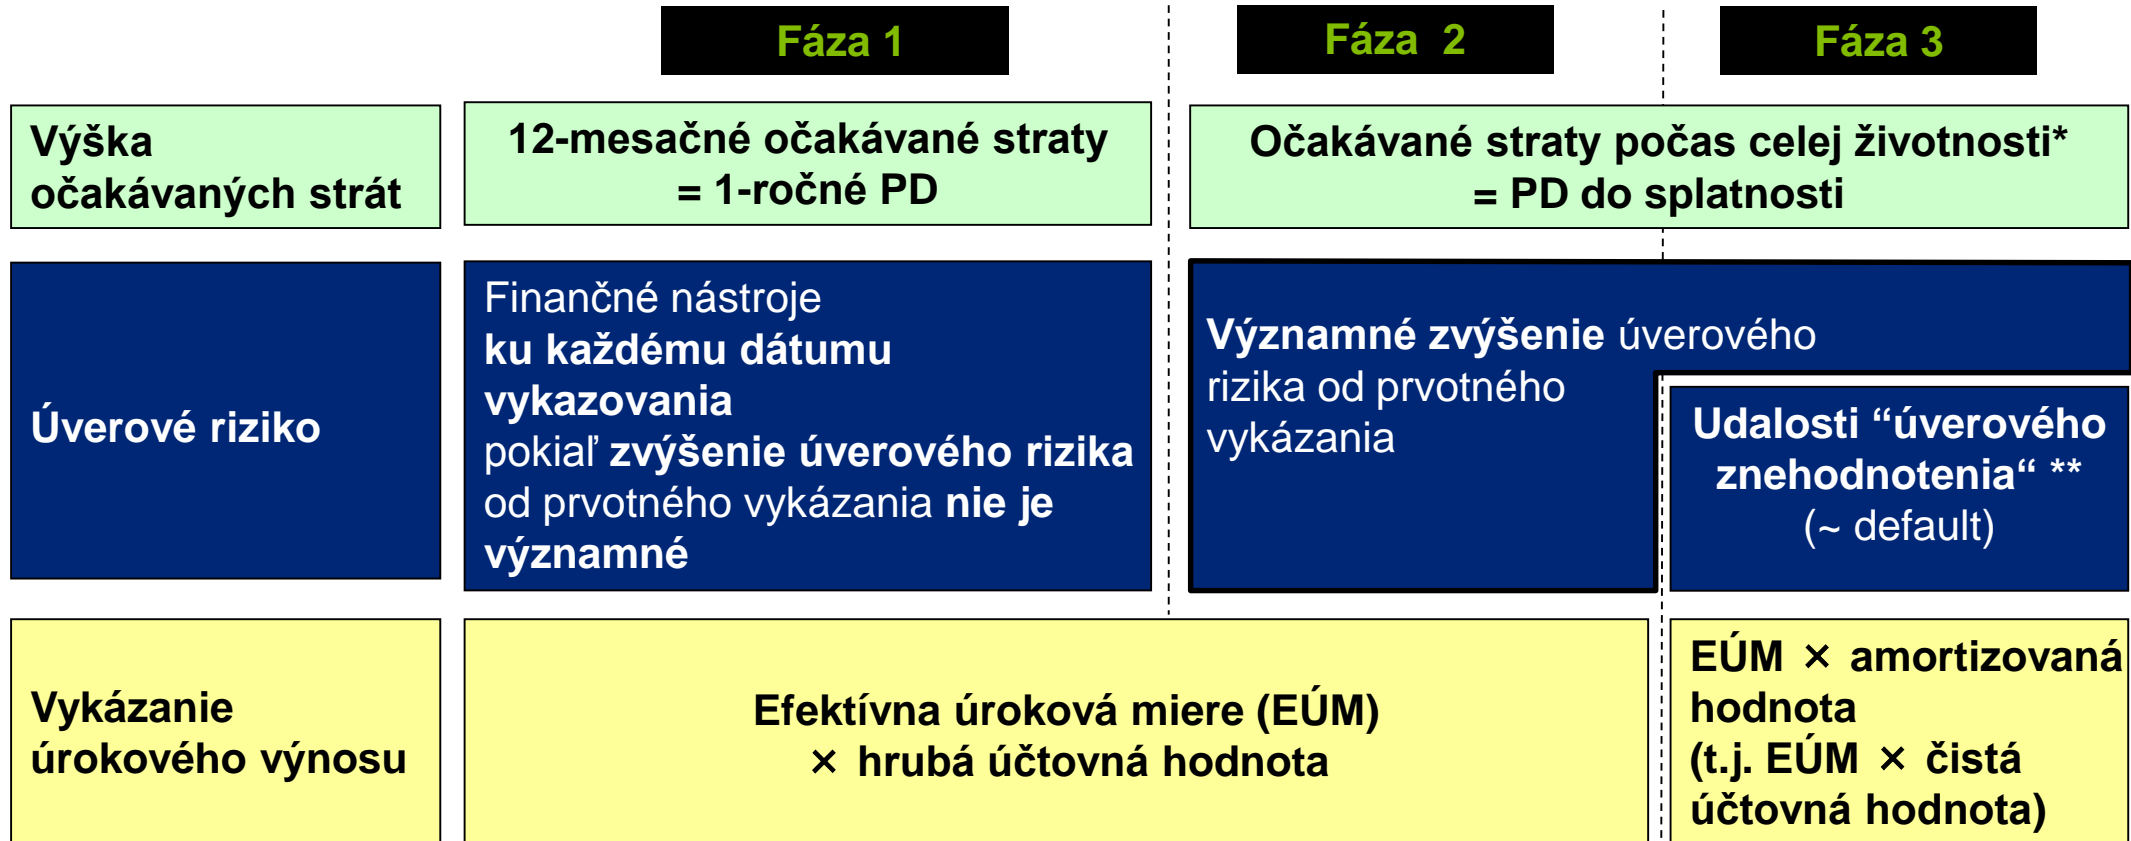 Fáza 1
Fáza 2
Fáza 3
Výška
očakávaných strát
12-mesačné očakávané straty
= 1-ročné PD
Očakávané straty počas celej životnosti*
= PD do splatnosti
Úverové riziko
Finančné nástroje
ku každému dátumu
vykazovania
pokiaľ zvýšenie úverového rizika
od prvotného vykázania nie je
významné
Významné zvýšenie úverového
rizika od prvotného
vykázania
Udalosti “úverového
znehodnotenia“ **
(~ default)
Vykázanie
úrokového výnosu
Efektívna úroková miere (EÚM)
× hrubá účtovná hodnota
EÚM × amortizovaná
hodnota
(t.j. EÚM × čistá
účtovná hodnota)